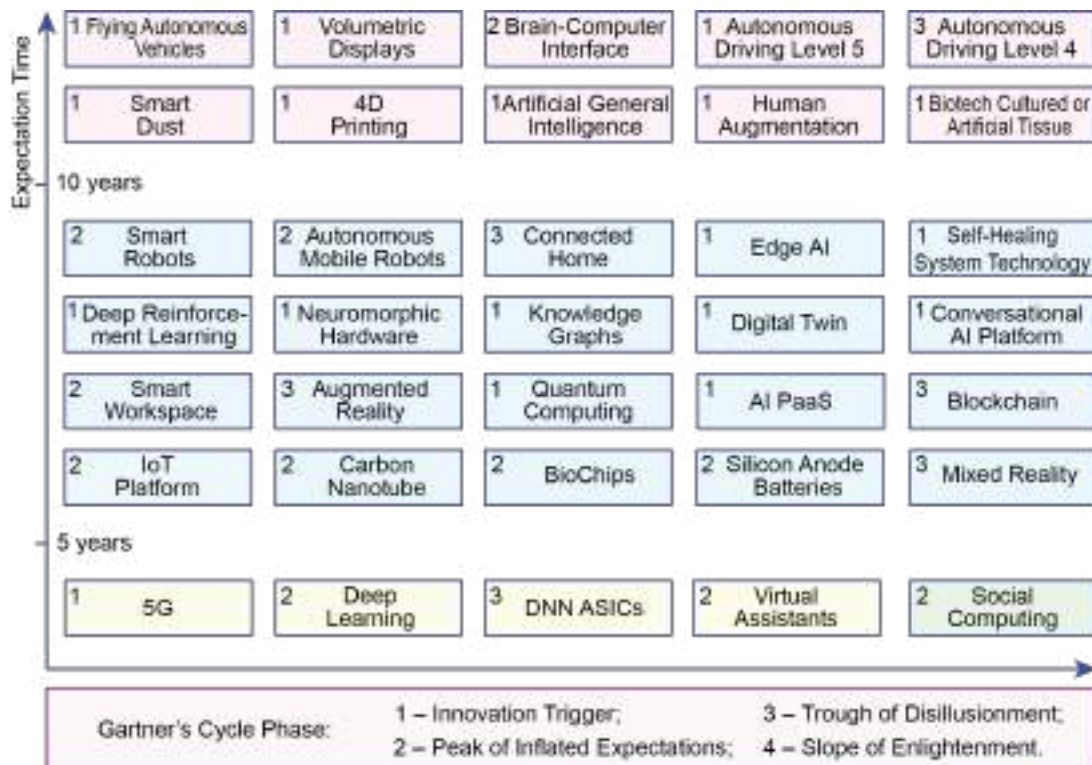 Expectation Time
1 Flying Autonomous
Vehicles
1 Volumetric
Displays
2 Brain-Computer
Interface
1 Autonomous
Driving Level 5
3 Autonomous
Driving Level 4
1 Smart
Dust
1 4D
Printing
1 Artificial General
Intelligence
1 Human
Augmentation
1 Biotech Cultured or
Artificial Tissue
10 years
2 Smart
Robots
2 Autonomous
Mobile Robots
3 Connected
Home
1 Edge AI
1 Self-Healing
System Technology
1 Deep Reinforce-
ment Learning
1 Neuromorphic
Hardware
1 Knowledge
Graphs
1 Digital Twin
1 Conversational
AI Platform
2 Smart
Workspace
3 Augmented
Reality
1 Quantum
Computing
1 AI PaaS
3 Blockchain
2 IoT
Platform
2 Carbon
Nanotube
2 BioChips
2 Silicon Anode
Batteries
3 Mixed Reality
5 years
1 5G
2 Deep
Learning
3 DNN ASICs
2 Virtual
Assistants
2 Social
Computing
Gartner's Cycle Phase:
1 – Innovation Trigger;
2 – Peak of Inflated Expectations;
3 – Trough of Disillusionment;
4 – Slope of Enlightenment.